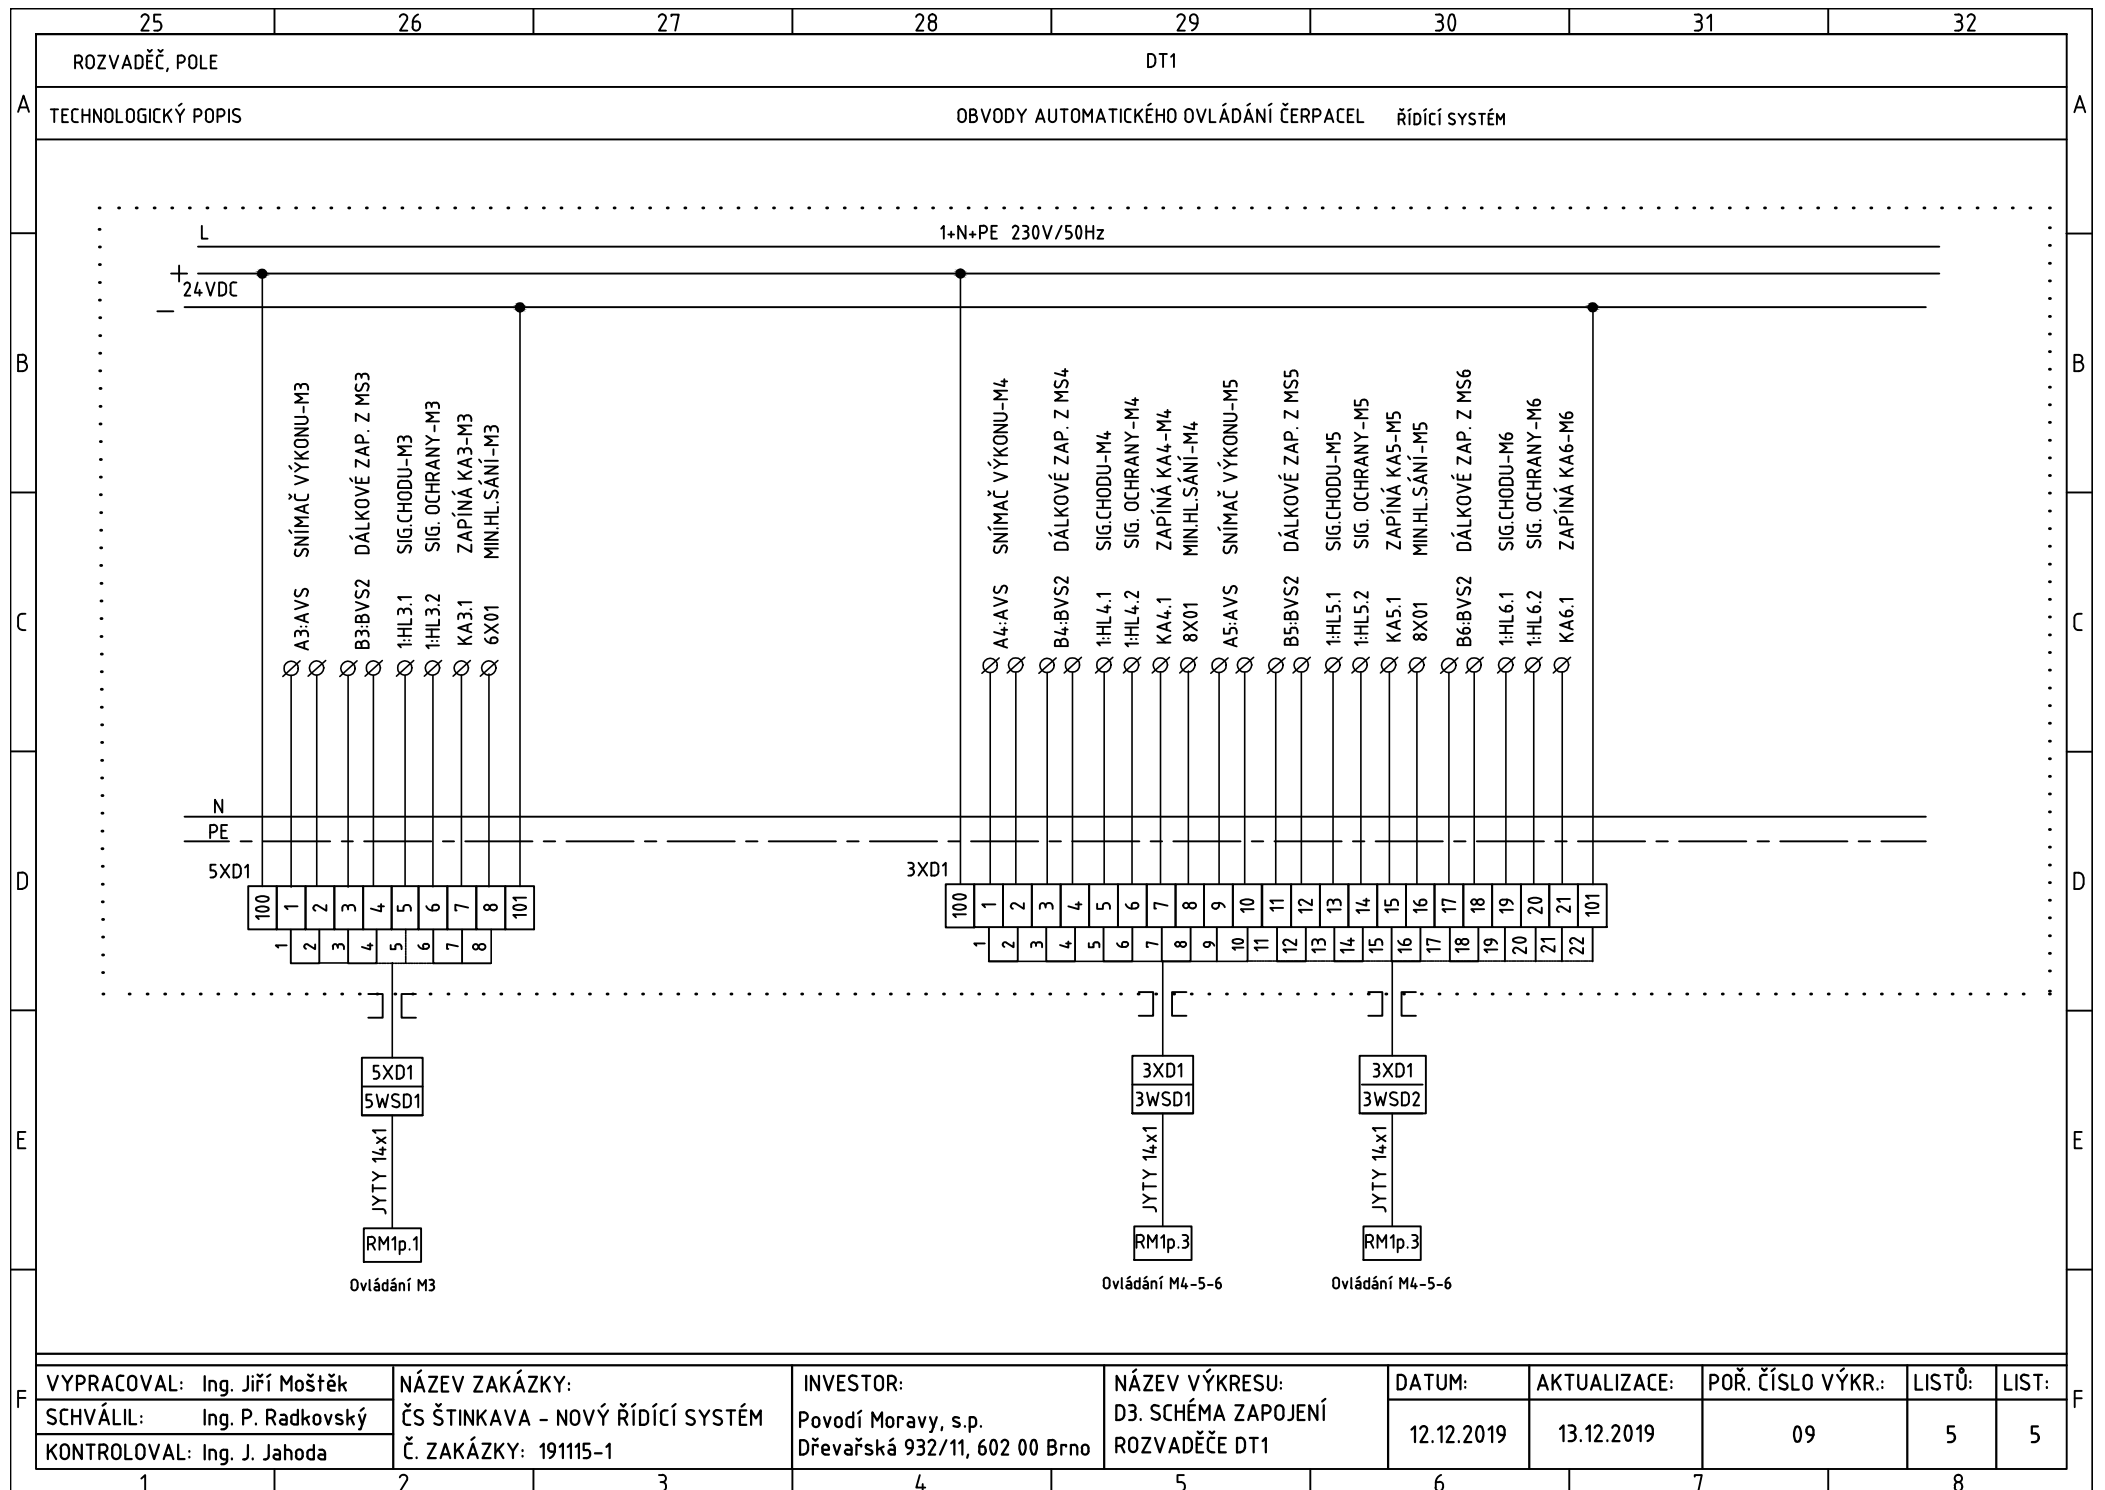 25 26 27 28 29 30 31 32
ROZVADĚČ, POLE DT1
A A
TECHNOLOGICKÝ POPIS OBVODY AUTOMATICKÉHO OVLÁDÁNÍ ČERPACEL ŘÍDÍCÍ SYSTÉM
L 1+N+PE 230V/50Hz
+
24VDC
–
B B
SNÍMAČ VÝKONU-M3
DÁLKOVÉ ZAP. Z MS3
SIG.CHODU-M3
SIG. OCHRANY-M3
ZAPÍNÁ KA3-M3
MIN.HL.SÁNÍ-M3
SNÍMAČ VÝKONU-M4
DÁLKOVÉ ZAP. Z MS4
SIG.CHODU-M4
SIG. OCHRANY-M4
ZAPÍNÁ KA4-M4
MIN.HL.SÁNÍ-M4
SNÍMAČ VÝKONU-M5
DÁLKOVÉ ZAP. Z MS5
SIG.CHODU-M5
SIG. OCHRANY-M5
ZAPÍNÁ KA5-M5
MIN.HL.SÁNÍ-M5
DÁLKOVÉ ZAP. Z MS6
SIG.CHODU-M6
SIG. OCHRANY-M6
ZAPÍNÁ KA6-M6
C C
A3:AVS
B3:BVS2
1:HL3.1
1:HL3.2
KA3.1
6X01
A4:AVS
B4:BVS2
1:HL4.1
1:HL4.2
KA4.1
8X01
A5:AVS
B5:BVS2
1:HL5.1
1:HL5.2
KA5.1
8X01
B6:BVS2
1:HL6.1
1:HL6.2
KA6.1
N
PE
5XD1 3XD1
D D
100 1 2 3 4 5 6 7 8 101
1 2 3 4 5 6 7 8
100 1 2 3 4 5 6 7 8 9 10 11 12 13 14 15 16 17 18 19 20 21 101
1 2 3 4 5 6 7 8 9 10 11 12 13 14 15 16 17 18 19 20 21 22
5XD1 3XD1 3XD1
5WSD1 3WSD1 3WSD2
E E
JYTY 14x1 JYTY 14x1 JYTY 14x1
RM1p.1 RM1p.3 RM1p.3
Ovládání M3 Ovládání M4-5-6 Ovládání M4-5-6
F F
VYPRACOVAL: Ing. Jiří Moštěk
SCHVÁLIL: Ing. P. Radkovský
KONTROLOVAL: Ing. J. Jahoda
NÁZEV ZAKÁZKY:
ČS ŠTINKAVA - NOVÝ ŘÍDÍCÍ SYSTÉM
Č. ZAKÁZKY: 191115-1
INVESTOR:
Povodí Moravy, s.p.
Dřevařská 932/11, 602 00 Brno
NÁZEV VÝKRESU:
D3. SCHÉMA ZAPOJENÍ
ROZVADĚČE DT1
DATUM:
12.12.2019
AKTUALIZACE:
13.12.2019
POŘ. ČÍSLO VÝKR.:
09
LISTŮ:
5
LIST:
5
1 2 3 4 5 6 7 8